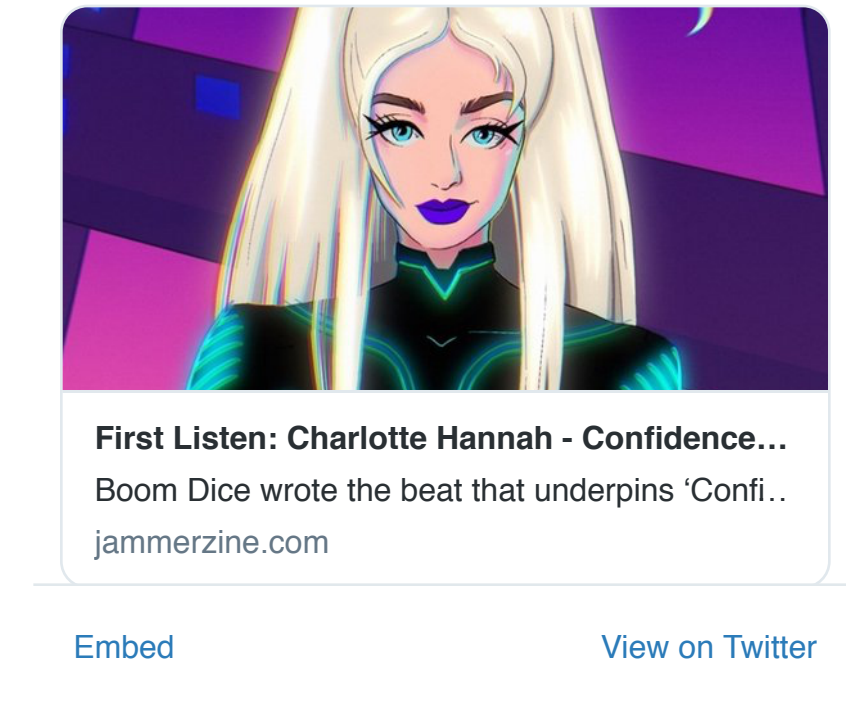 First Listen: Charlotte Hannah - Confidence…
Boom Dice wrote the beat that underpins ‘Confi…
jammerzine.com
Embed
View on Twitter